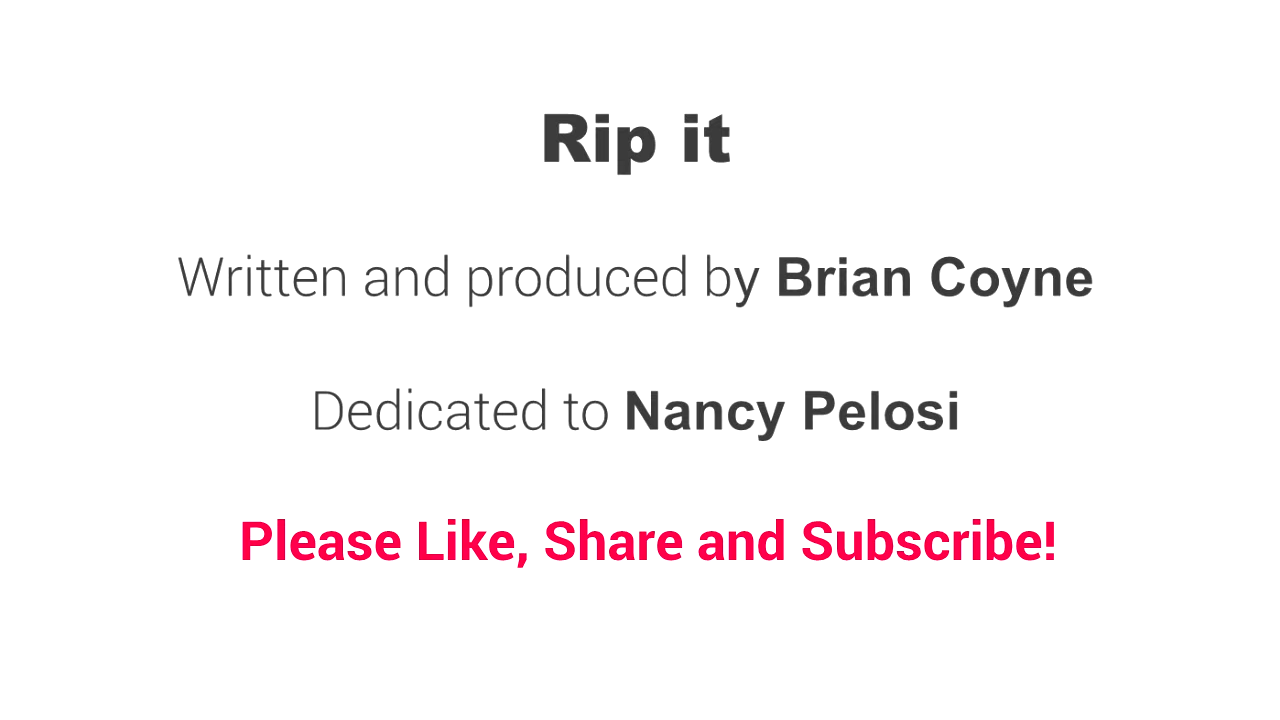 Rip it
Written and produced by Brian Coyne
Dedicated to Nancy Pelosi
Please Like, Share and Subscribe!